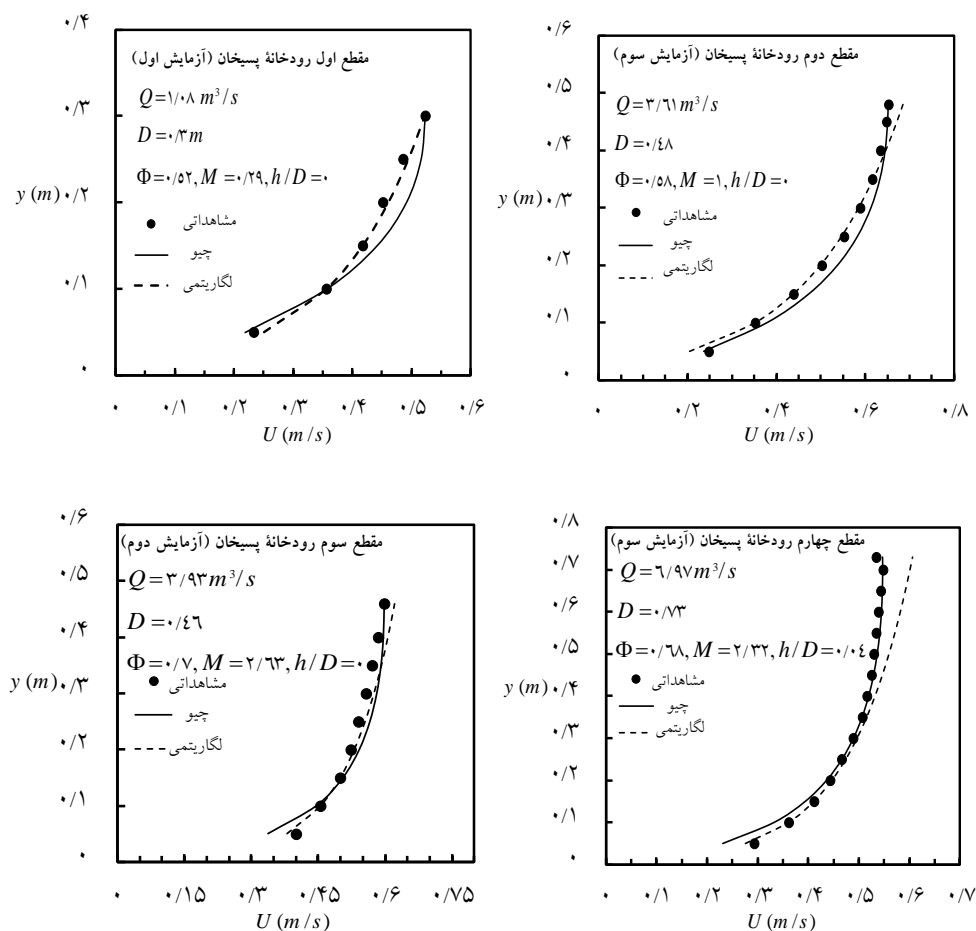 مقطع اول رودخانهٔ پسیخان (آزمایش اول)
Q=۱/۰۸ m³/s
D=۰/۳m
Φ=۰/۵۲, M=۰/۲۹, h/D=۰
مشاهداتی
چیو
لگاریتمی
y (m)
۰/۴
۰/۳
۰/۲
۰/۱
۰
۰ ۰/۱ ۰/۲ ۰/۳ ۰/۴ ۰/۵ ۰/۶
U (m/s)
مقطع دوم رودخانهٔ پسیخان (آزمایش سوم)
Q=۳/۶۱m³/s
D=۰/٤٨
Φ=۰/۵۸, M=۱, h/D=۰
مشاهداتی
چیو
لگاریتمی
y (m)
۰/۶
۰/۵
۰/۴
۰/۳
۰/۲
۰/۱
۰
۰ ۰/۲ ۰/۴ ۰/۶ ۰/۸
U (m/s)
مقطع سوم رودخانهٔ پسیخان (آزمایش دوم)
Q=۳/۹۳m³/s
D=۰/٤٦
Φ=۰/۷, M=۲/۶۳, h/D=۰
مشاهداتی
چیو
لگاریتمی
y (m)
۰/۶
۰/۵
۰/۴
۰/۳
۰/۲
۰/۱
۰
۰ ۰/۱۵ ۰/۳ ۰/۴۵ ۰/۶ ۰/۷۵
U (m/s)
مقطع چهارم رودخانهٔ پسیخان (آزمایش سوم)
Q=٦/۹۷m³/s
D=۰/۷۳
Φ=۰/٦۸, M=۲/۳۲, h/D=۰/۰٤
مشاهداتی
چیو
لگاریتمی
y (m)
۰/۸
۰/۷
۰/۶
۰/۵
۰/۴
۰/۳
۰/۲
۰/۱
۰
۰ ۰/۱ ۰/۲ ۰/۳ ۰/۴ ۰/۵ ۰/۶ ۰/۷
U (m/s)